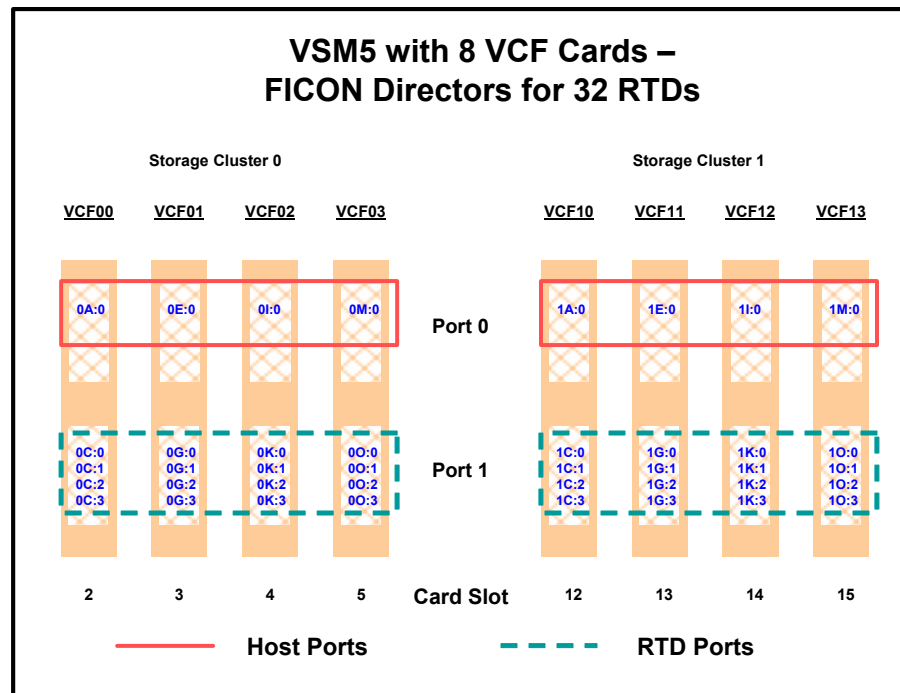 VSM5 with 8 VCF Cards –
FICON Directors for 32 RTDs
Storage Cluster 0 Storage Cluster 1
VCF00 VCF01 VCF02 VCF03 VCF10 VCF11 VCF12 VCF13
0A:0 0E:0 0I:0 0M:0 Port 0 1A:0 1E:0 1I:0 1M:0
0C:0 0G:0 0K:0 0O:0 1C:0 1G:0 1K:0 1O:0
0C:1 0G:1 0K:1 0O:1 Port 1 1C:1 1G:1 1K:1 1O:1
0C:2 0G:2 0K:2 0O:2 1C:2 1G:2 1K:2 1O:2
0C:3 0G:3 0K:3 0O:3 1C:3 1G:3 1K:3 1O:3
2 3 4 5 Card Slot 12 13 14 15
Host Ports RTD Ports